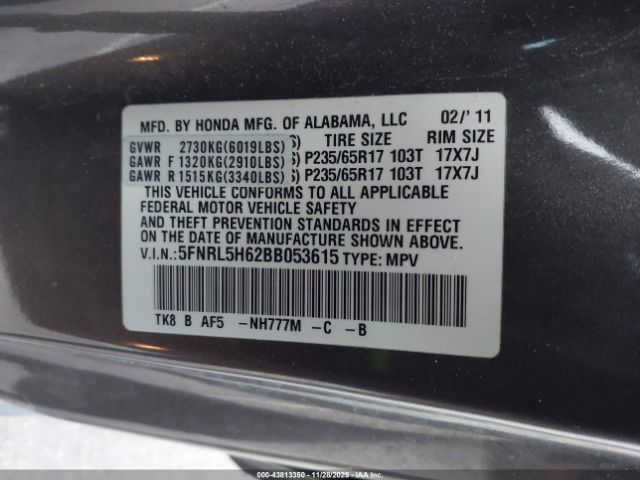 MFD. BY HONDA MFG. OF ALABAMA, LLC 02/'11
GVWR 2730KG(6019LBS) TIRE SIZE RIM SIZE
GAWR F 1320KG(2910LBS) P235/65R17 103T 17X7J
GAWR R 1515KG(3340LBS) P235/65R17 103T 17X7J
THIS VEHICLE CONFORMS TO ALL APPLICABLE
FEDERAL MOTOR VEHICLE SAFETY
AND THEFT PREVENTION STANDARDS IN EFFECT
ON THE DATE OF MANUFACTURE SHOWN ABOVE.
V.I.N.:5FNRL5H62BB053615 TYPE: MPV
TK8 B AF5 -NH777M -C -B
000-43813350 - 11/28/2025 - IAAI.com